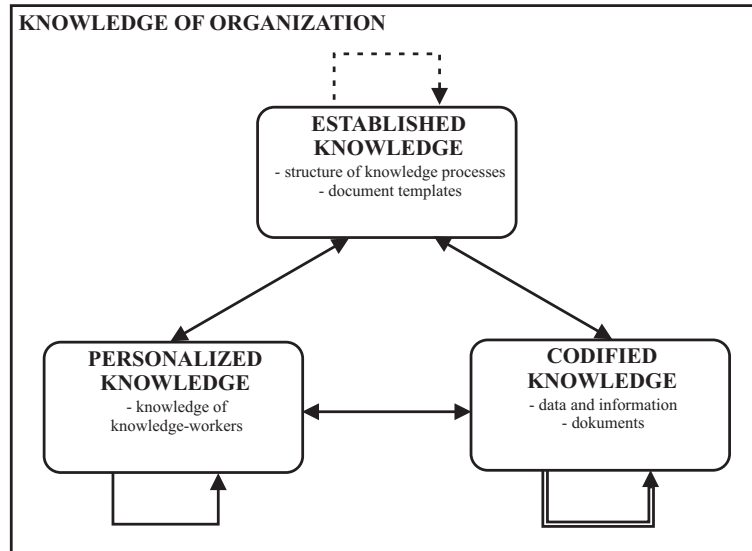 KNOWLEDGE OF ORGANIZATION
ESTABLISHED
KNOWLEDGE
- structure of knowledge processes
- document templates
PERSONALIZED
KNOWLEDGE
- knowledge of
knowledge-workers
CODIFIED
KNOWLEDGE
- data and information
- dokuments